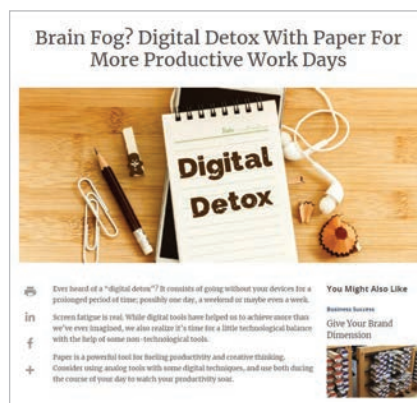 Brain Fog? Digital Detox With Paper For
More Productive Work Days
Date
Digital
Detox
Ever heard of a "digital detox"? It consists of going without your devices for a
prolonged period of time; possibly one day, a weekend or maybe even a week.
Screen fatigue is real. While digital tools have helped us to achieve more than
we've ever imagined, we also realize it's time for a little technological balance
with the help of some non-technological tools.
Paper is a powerful tool for fueling productivity and creative thinking.
Consider using analog tools with some digital techniques, and use both during
the course of your day to watch your productivity soar.
in
f
+
You Might Also Like
Business Success
Give Your Brand
Dimension